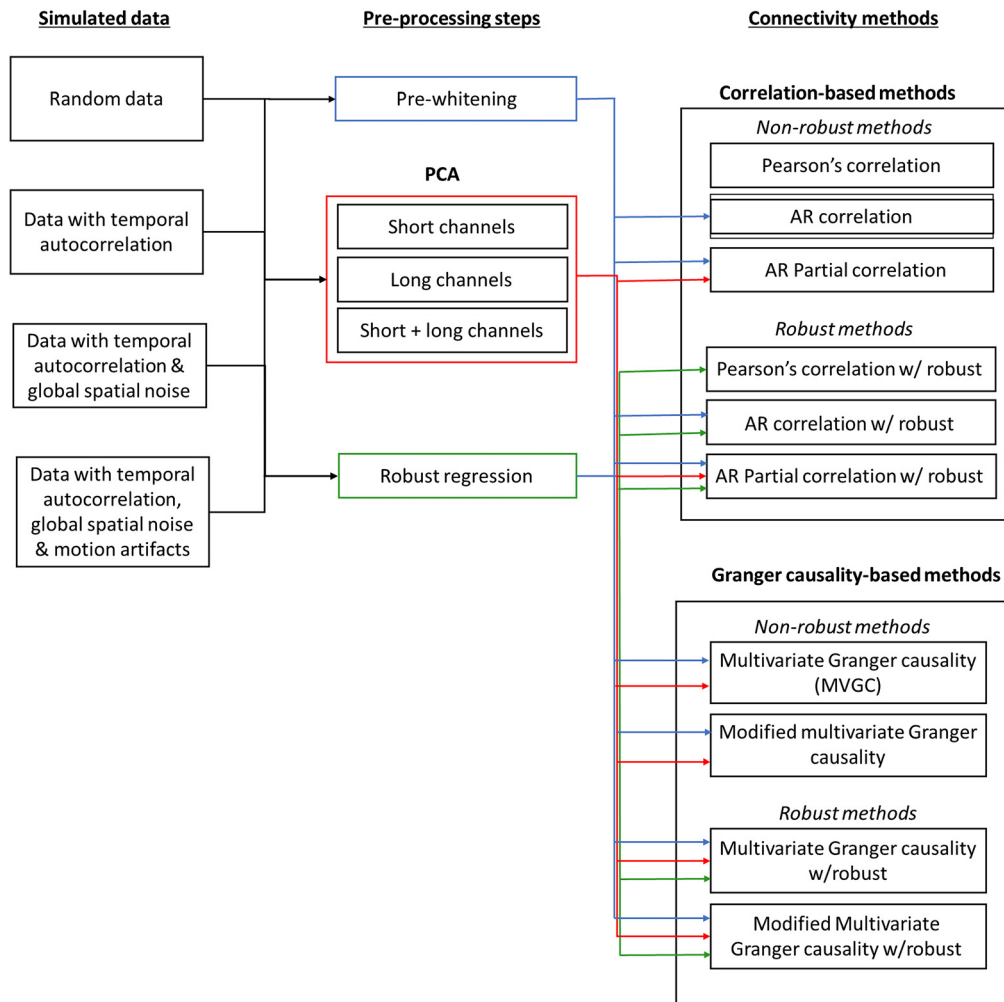 Simulated data
Random data
Data with temporal
autocorrelation
Data with temporal
autocorrelation &
global spatial noise
Data with temporal
autocorrelation,
global spatial noise
& motion artifacts
Pre-processing steps
Pre-whitening
PCA
Short channels
Long channels
Short + long channels
Robust regression
Connectivity methods
Correlation-based methods
Non-robust methods
Pearson's correlation
AR correlation
AR Partial correlation
Robust methods
Pearson's correlation w/ robust
AR correlation w/ robust
AR Partial correlation w/ robust
Granger causality-based methods
Non-robust methods
Multivariate Granger causality
(MVGC)
Modified multivariate Granger
causality
Robust methods
Multivariate Granger causality
w/robust
Modified Multivariate
Granger causality w/robust